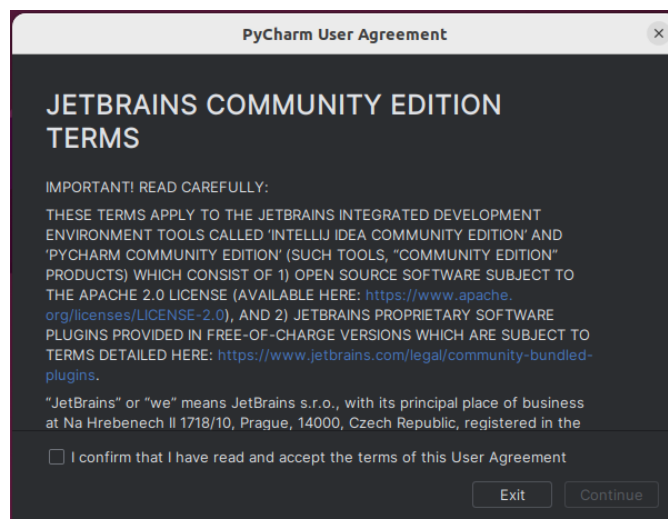 PyCharm User Agreement
JETBRAINS COMMUNITY EDITION
TERMS
IMPORTANT! READ CAREFULLY:
THESE TERMS APPLY TO THE JETBRAINS INTEGRATED DEVELOPMENT
ENVIRONMENT TOOLS CALLED ‘INTELLIJ IDEA COMMUNITY EDITION’ AND
‘PYCHARM COMMUNITY EDITION’ (SUCH TOOLS, “COMMUNITY EDITION”
PRODUCTS) WHICH CONSIST OF 1) OPEN SOURCE SOFTWARE SUBJECT TO
THE APACHE 2.0 LICENSE (AVAILABLE HERE: https://www.apache.
org/licenses/LICENSE-2.0), AND 2) JETBRAINS PROPRIETARY SOFTWARE
PLUGINS PROVIDED IN FREE-OF-CHARGE VERSIONS WHICH ARE SUBJECT TO
TERMS DETAILED HERE: https://www.jetbrains.com/legal/community-bundled-
plugins.
“JetBrains” or “we” means JetBrains s.r.o., with its principal place of business
at Na Hrebenech II 1718/10, Prague, 14000, Czech Republic, registered in the
I confirm that I have read and accept the terms of this User Agreement
Exit Continue